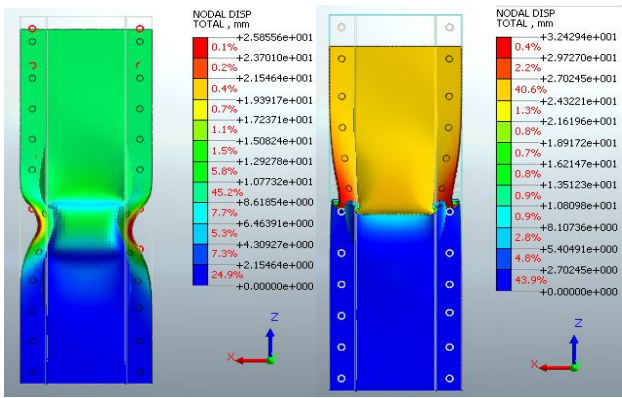 NODAL DISP
TOTAL , mm
+2.58556e+001
0.1%
+2.37010e+001
0.2%
+2.15464e+001
0.4%
+1.93917e+001
0.7%
+1.72371e+001
1.1%
+1.50824e+001
1.5%
+1.29278e+001
5.8%
+1.07732e+001
45.2%
+8.61854e+000
7.7%
+6.46391e+000
5.3%
+4.30927e+000
7.3%
+2.15464e+000
24.9%
+0.00000e+000
Z
X
NODAL DISP
TOTAL , mm
+3.24294e+001
0.4%
+2.97270e+001
2.2%
+2.70245e+001
40.6%
+2.43221e+001
1.3%
+2.16196e+001
0.8%
+1.89172e+001
0.7%
+1.62147e+001
0.8%
+1.35123e+001
0.9%
+1.08098e+001
0.9%
+8.10736e+000
2.8%
+5.40491e+000
4.8%
+2.70245e+000
43.9%
+0.00000e+000
Z
X